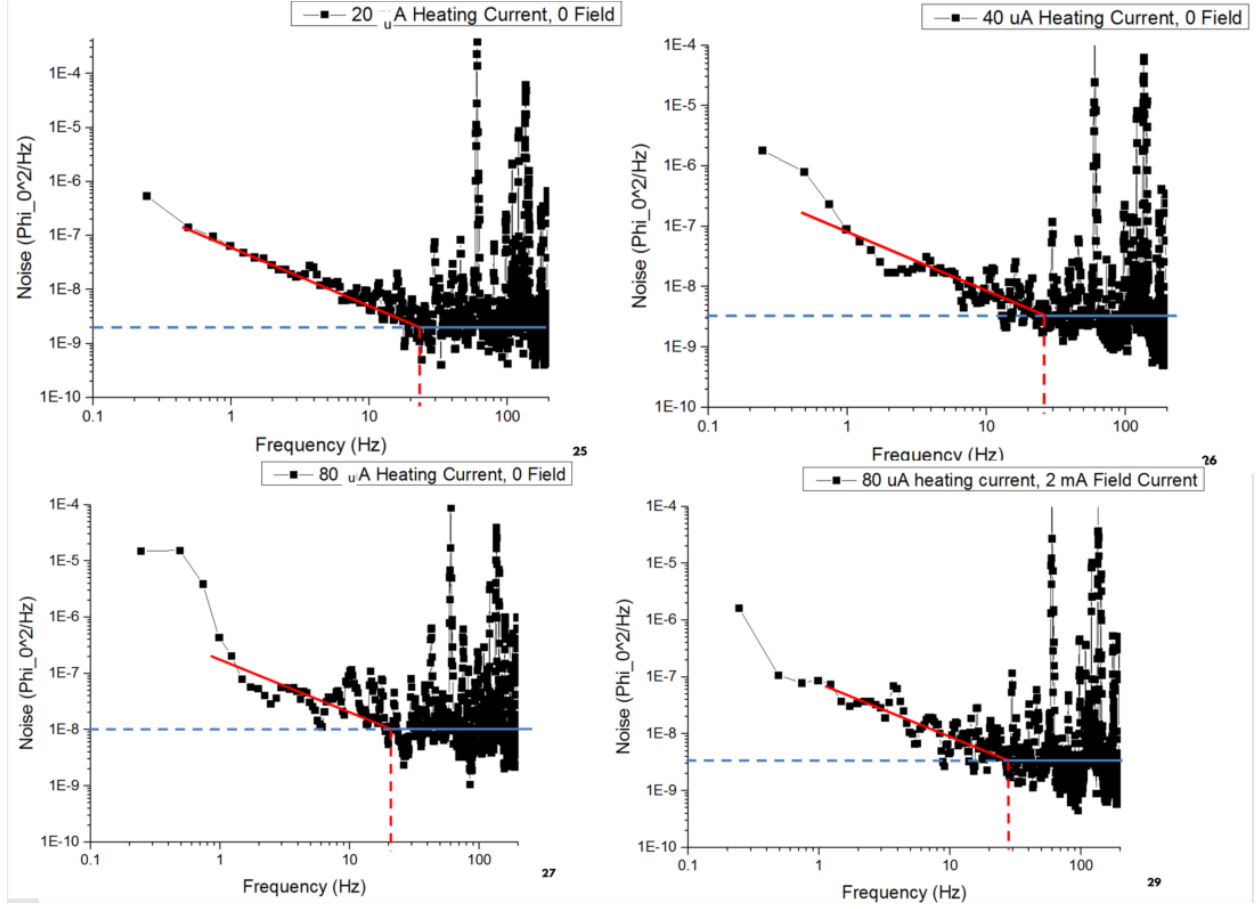 20 uA Heating Current, 0 Field
Noise (Phi_0^2/Hz)
1E-4
1E-5
1E-6
1E-7
1E-8
1E-9
1E-10
0.1
1
10
100
Frequency (Hz)
25
40 uA Heating Current, 0 Field
Noise (Phi_0^2/Hz)
1E-4
1E-5
1E-6
1E-7
1E-8
1E-9
1E-10
0.1
1
10
100
Frequency (Hz)
26
80 uA Heating Current, 0 Field
Noise (Phi_0^2/Hz)
1E-4
1E-5
1E-6
1E-7
1E-8
1E-9
1E-10
0.1
1
10
100
Frequency (Hz)
27
80 uA heating current, 2 mA Field Current
Noise (Phi_0^2/Hz)
1E-4
1E-5
1E-6
1E-7
1E-8
1E-9
1E-10
0.1
1
10
100
Frequency (Hz)
29